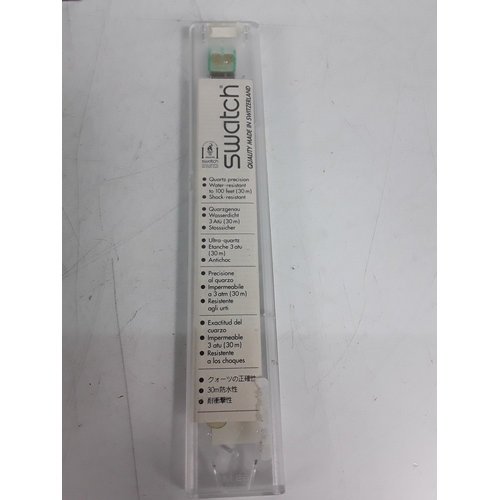 swatch®
QUALITY MADE IN SWITZERLAND
swatch
● Quartz precision
● Water-resistant
to 100 feet (30 m)
● Shock-resistant
● Quarzgenau
● Wasserdicht
3 Atü (30 m)
● Stosssicher
● Ultra-quartz
● Etanche 3 atu
(30 m)
● Antichoc
● Precisione
al quarzo
● Impermeabile
a 3 atm (30 m)
● Resistente
agli urti
● Exactitud del
cuarzo
● Impermeable
3 atu (30 m)
● Resistente
a los choques
● クォーツの正確性
● 30m防水性
● 耐衝撃性